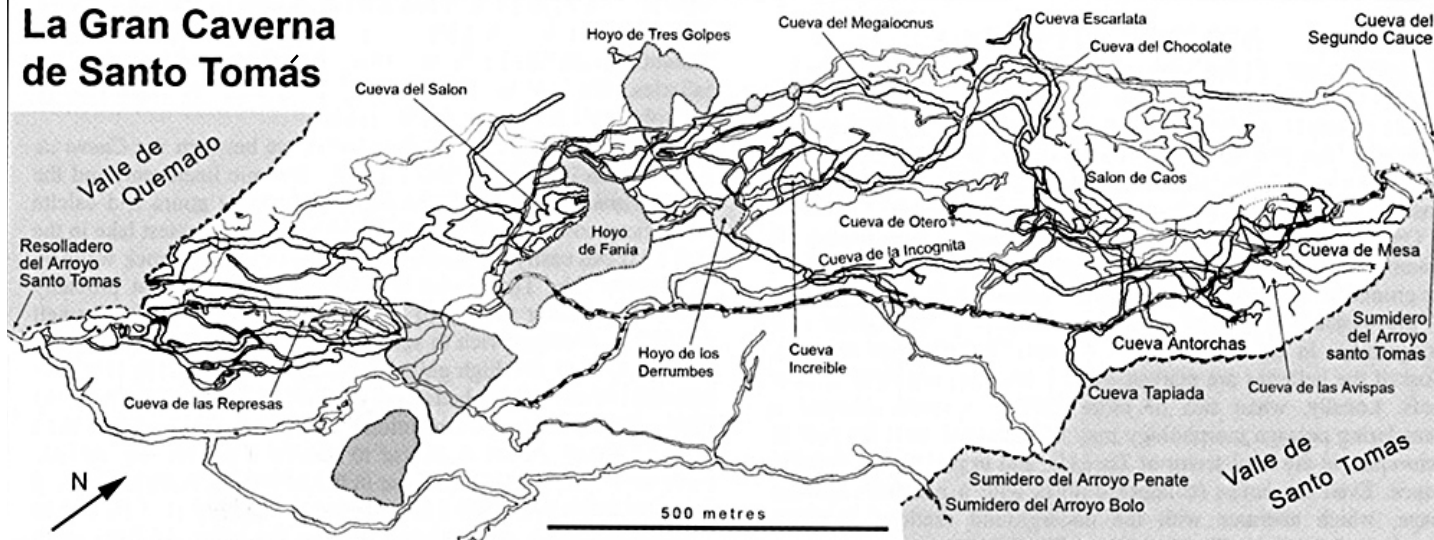 La Gran Caverna
de Santo Tomás
Hoyo de Tres Golpes
Cueva del Megalocnus
Cueva Escarlata
Cueva del Chocolate
Cueva del
Segundo Cauce
Cueva del Salon
Valle de
Quemado
Salon de Caos
Resolladero
del Arroyo
Santo Tomas
Hoyo
de Fania
Cueva de Otero
Cueva de la Incognita
Cueva de Mesa
Hoyo de los
Derrumbes
Cueva
Increible
Cueva Antorchas
Sumidero
del Arroyo
santo Tomas
Cueva de las Represas
Cueva Tapiada
Cueva de las Avispas
Valle de
Santo Tomas
N
Sumidero del Arroyo Penate
Sumidero del Arroyo Bolo
500 metres